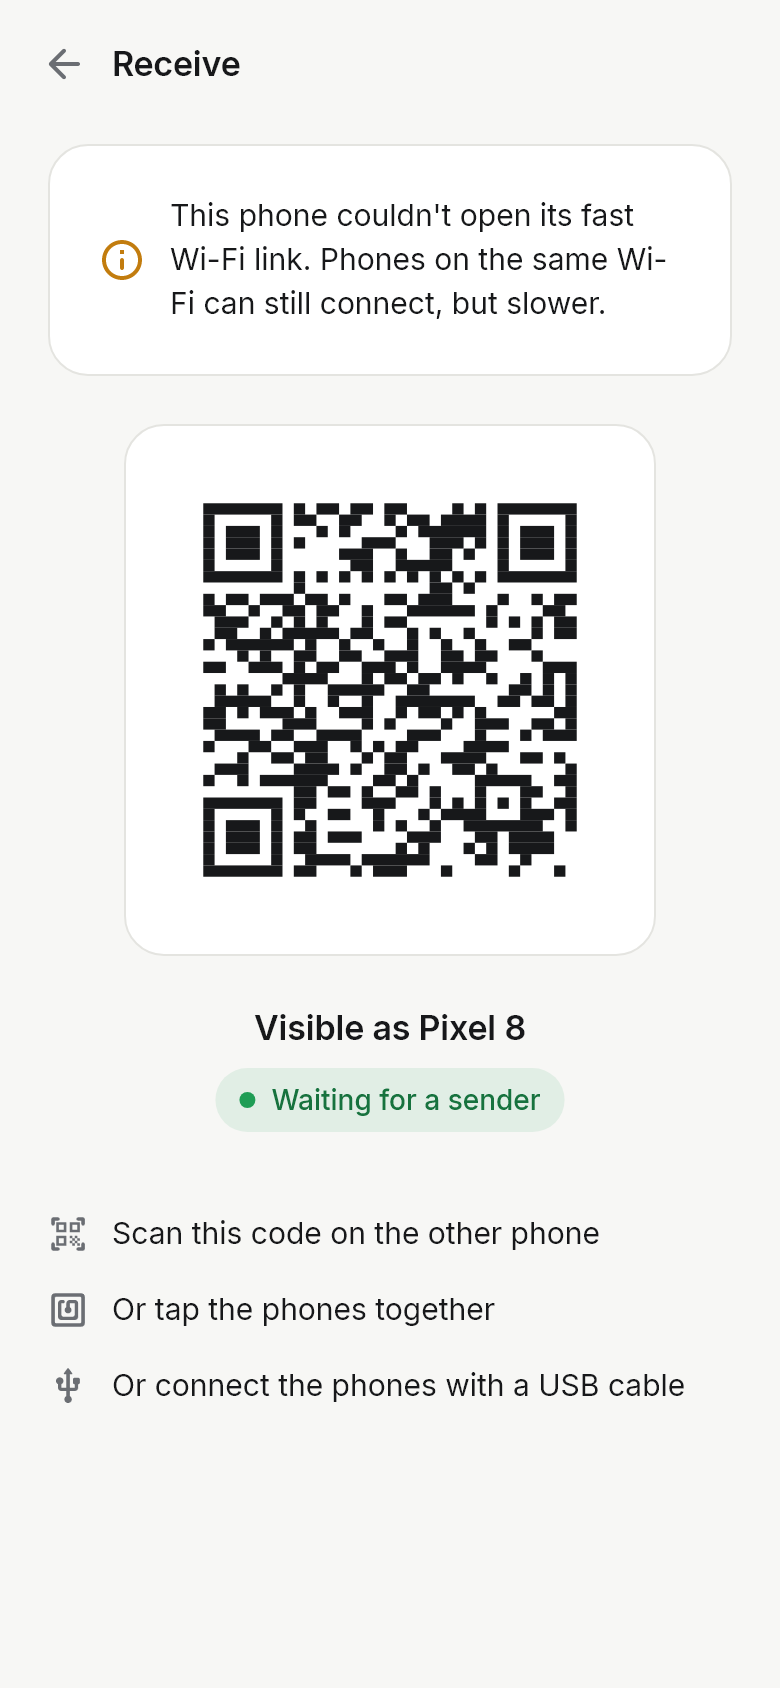 Receive
This phone couldn't open its fast
Wi-Fi link. Phones on the same Wi-
Fi can still connect, but slower.
Visible as Pixel 8
Waiting for a sender
Scan this code on the other phone
Or tap the phones together
Or connect the phones with a USB cable